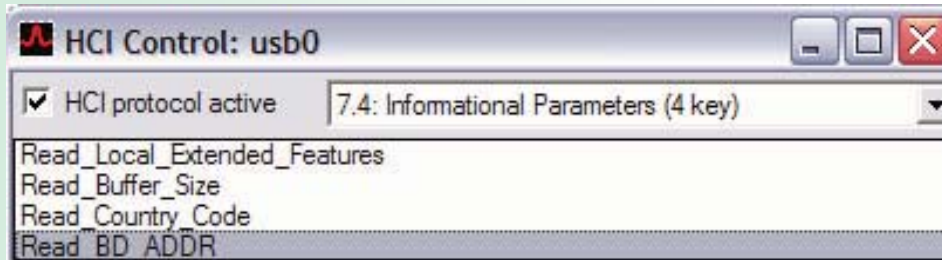 HCI Control: usb0
HCI protocol active 7.4: Informational Parameters (4 key)
Read_Local_Extended_Features
Read_Buffer_Size
Read_Country_Code
Read_BD_ADDR